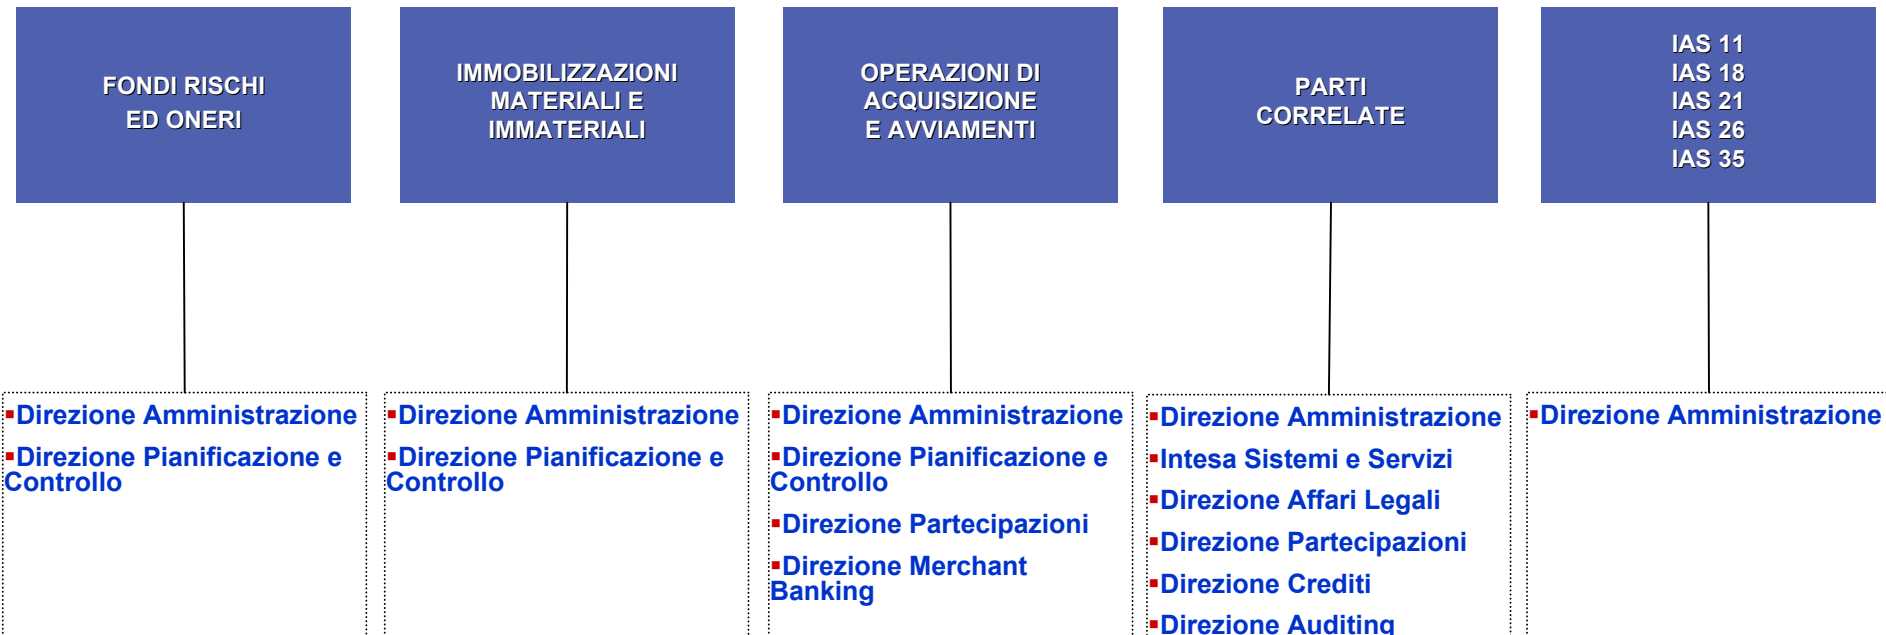 FONDI RISCHI
ED ONERI
IMMOBILIZZAZIONI
MATERIALI E
IMMATERIALI
OPERAZIONI DI
ACQUISIZIONE
E AVVIAMENTI
PARTI
CORRELATE
IAS 11
IAS 18
IAS 21
IAS 26
IAS 35
▪Direzione Amministrazione
▪Direzione Pianificazione e
Controllo
▪Direzione Amministrazione
▪Direzione Pianificazione e
Controllo
▪Direzione Amministrazione
▪Direzione Pianificazione e
Controllo
▪Direzione Partecipazioni
▪Direzione Merchant
Banking
▪Direzione Amministrazione
▪Intesa Sistemi e Servizi
▪Direzione Affari Legali
▪Direzione Partecipazioni
▪Direzione Crediti
▪Direzione Auditing
▪Direzione Amministrazione